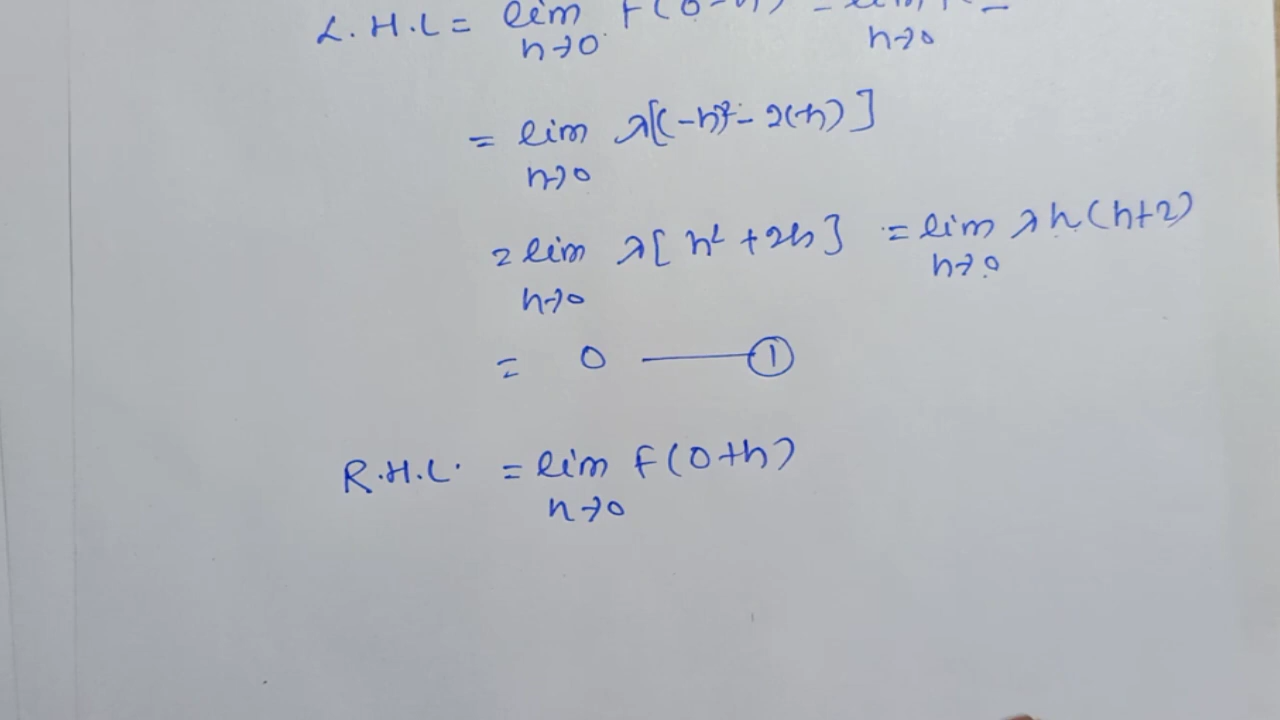 L.H.L = lim
h→0 h→0
= lim λ[(-h)²- 2(-h)]
h→0
= lim λ[h² + 2h] = lim λh(h+2)
h→0 h→0
= 0 ——— ①
R.H.L. = lim f(0+h)
h→0